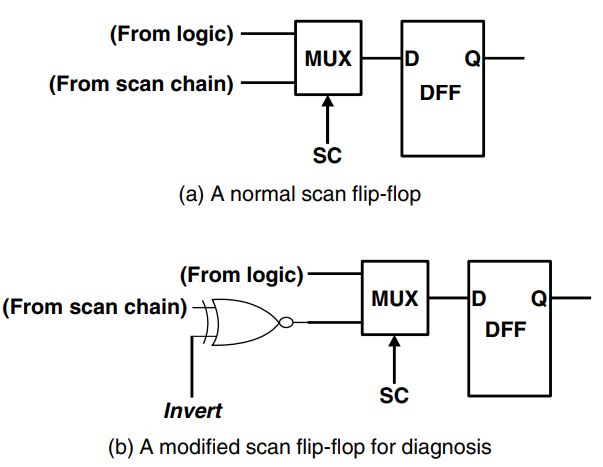 (From logic)
MUX
D
Q
(From scan chain)
DFF
SC
(a) A normal scan flip-flop
(From logic)
(From scan chain)
MUX
D
Q
DFF
SC
Invert
(b) A modified scan flip-flop for diagnosis